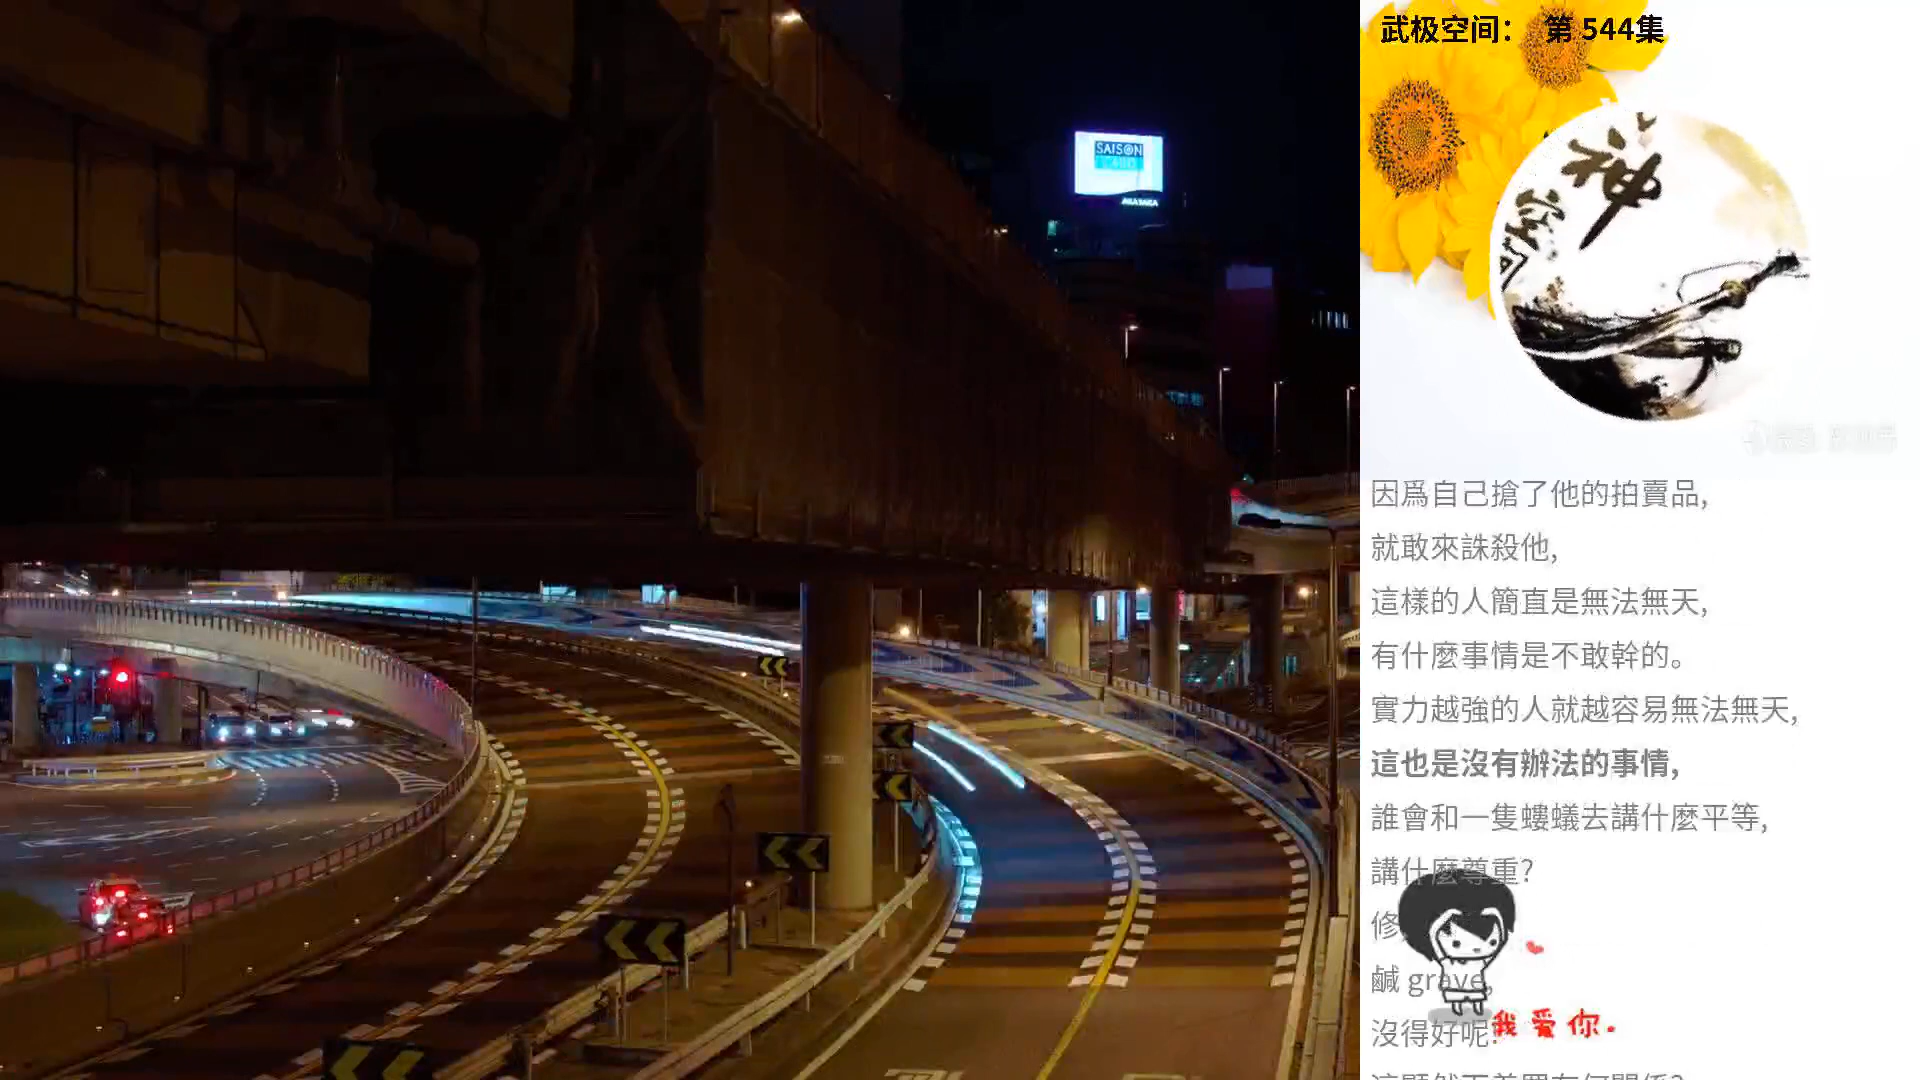 武极空间： 第 544集
SAISON
CARD
AKASAKA
神
空
因爲自己搶了他的拍賣品,
就敢來誅殺他,
這樣的人簡直是無法無天,
有什麼事情是不敢幹的。
實力越強的人就越容易無法無天,
這也是沒有辦法的事情,
誰會和一隻螻蟻去講什麼平等,
講什麼尊重?
修
鹹 grave,
沒得好呢?
我爱你.